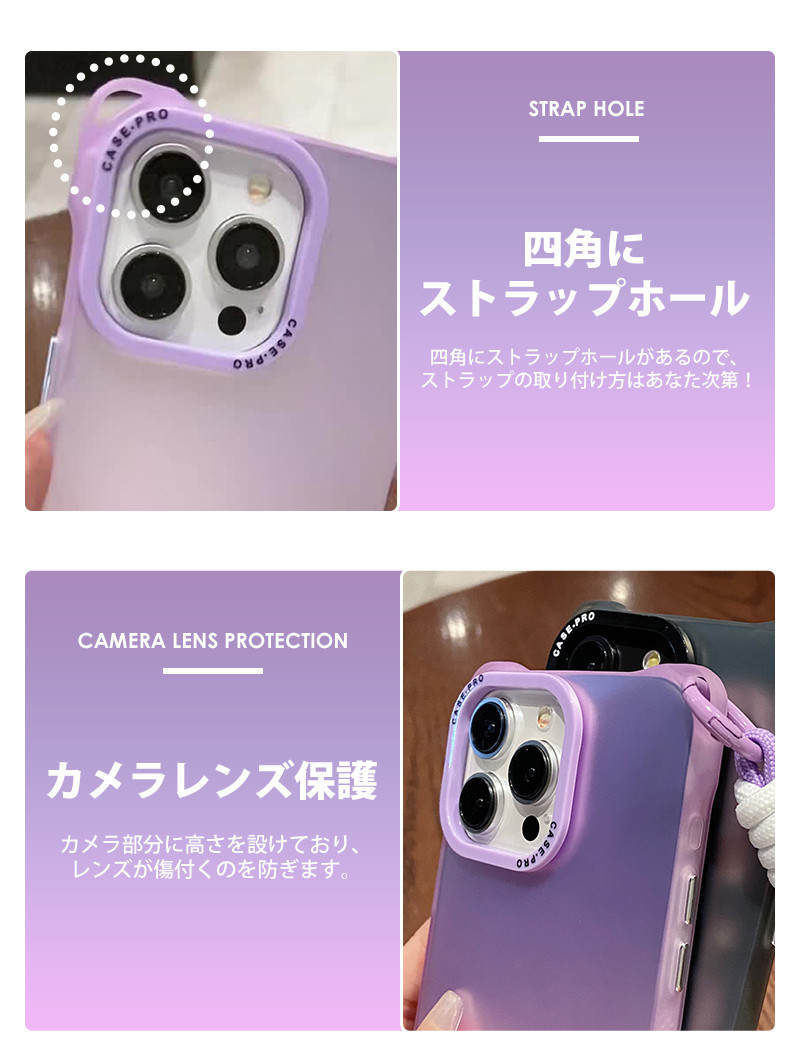 CASE·PRO
CASE·PRO
STRAP HOLE
四角に
ストラップホール
四角にストラップホールがあるので、
ストラップの取り付け方はあなた次第！
CAMERA LENS PROTECTION
カメラレンズ保護
カメラ部分に高さを設けており、
レンズが傷付くのを防ぎます。
CASE·PRO
CASE·PRO
CASE·PRO